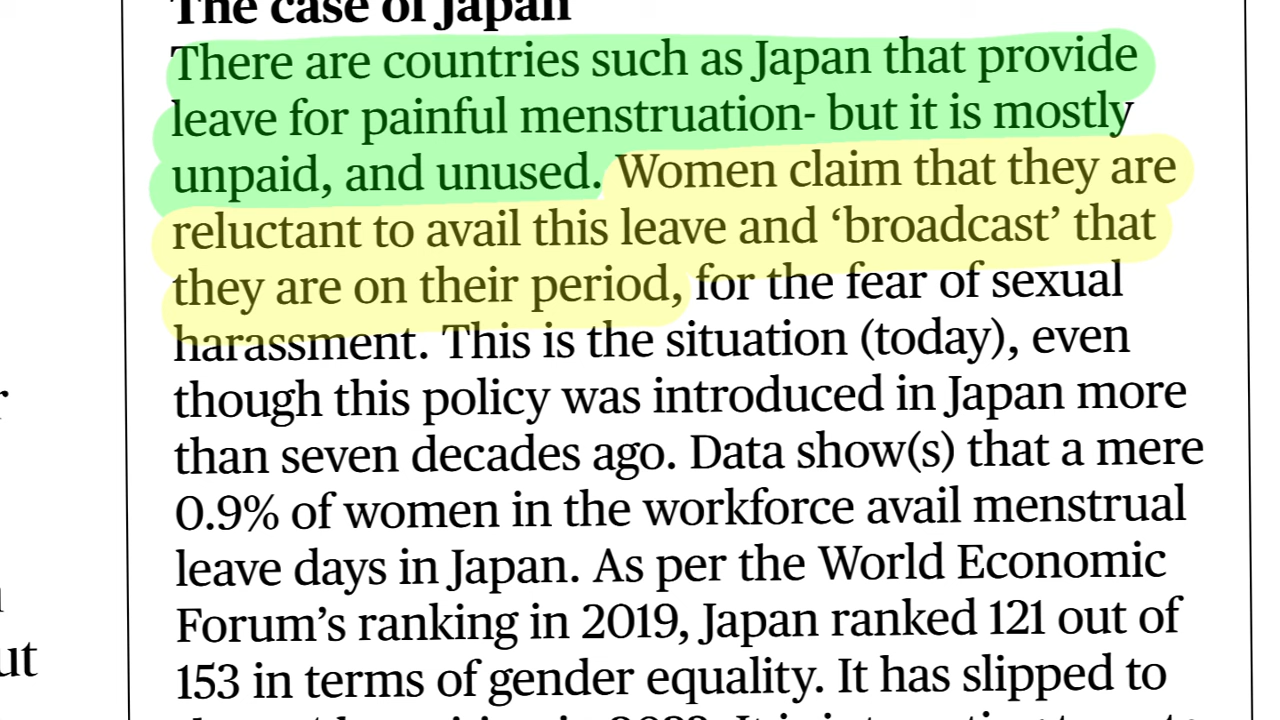 The case of Japan
There are countries such as Japan that provide
leave for painful menstruation- but it is mostly
unpaid, and unused. Women claim that they are
reluctant to avail this leave and ‘broadcast’ that
they are on their period, for the fear of sexual
harassment. This is the situation (today), even
though this policy was introduced in Japan more
than seven decades ago. Data show(s) that a mere
0.9% of women in the workforce avail menstrual
leave days in Japan. As per the World Economic
Forum’s ranking in 2019, Japan ranked 121 out of
153 in terms of gender equality. It has slipped to